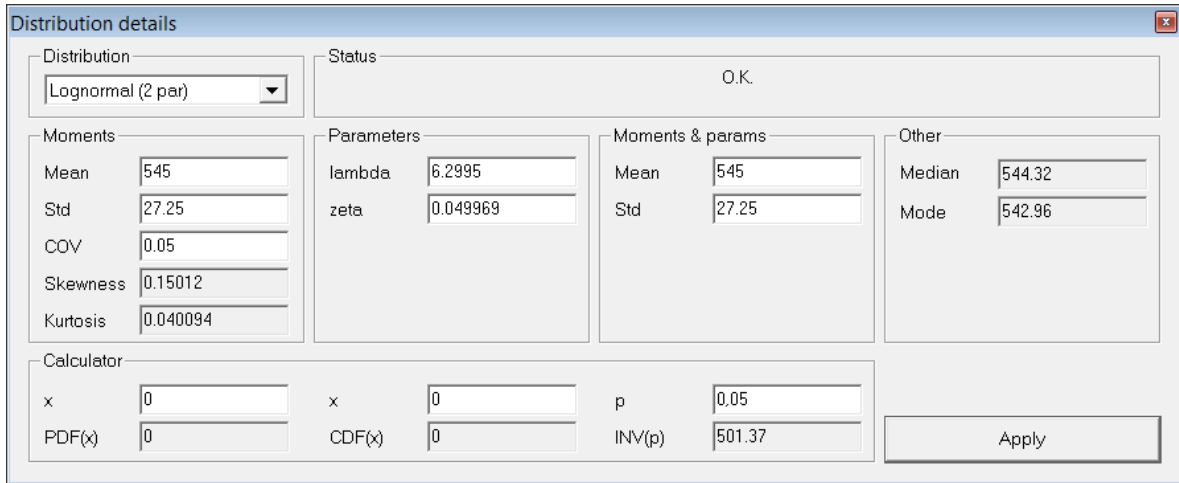 Distribution details
Distribution
Status
Lognormal (2 par)
O.K.
Moments
Parameters
Moments & params
Other
Mean 545
lambda 6.2995
Mean 545
Median 544.32
Std 27.25
zeta 0.049969
Std 27.25
Mode 542.96
COV 0.05
Skewness 0.15012
Kurtosis 0.040094
Calculator
x 0
x 0
p 0,05
PDF(x) 0
CDF(x) 0
INV(p) 501.37
Apply